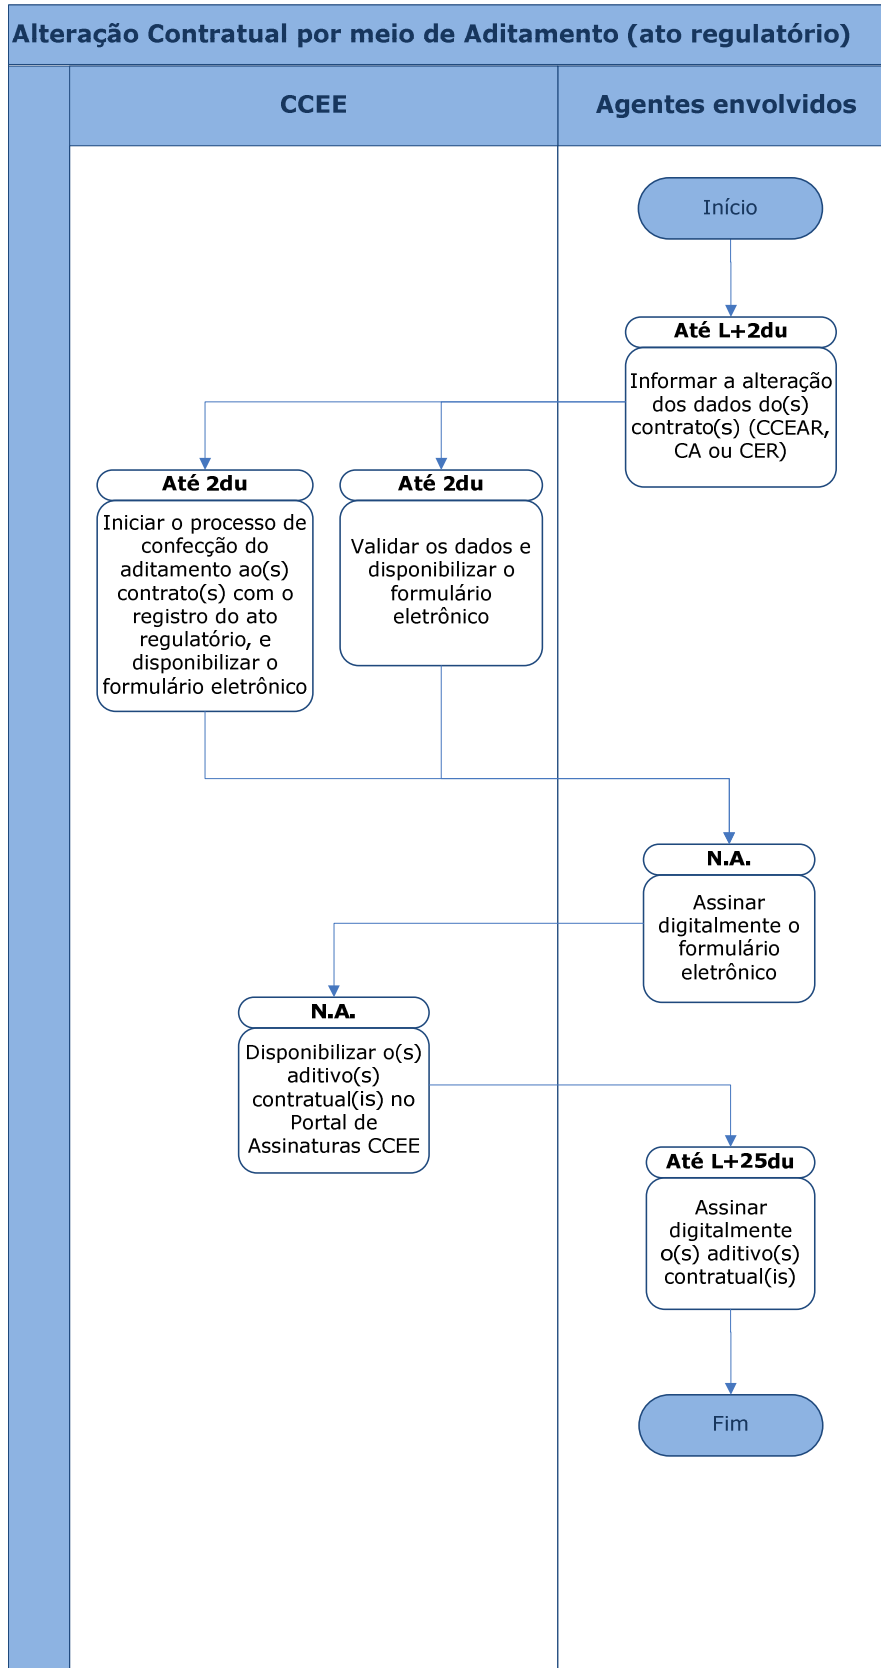 Alteração Contratual por meio de Aditamento (ato regulatório)
CCEE
Agentes envolvidos
Início
Até L+2du
Informar a alteração
dos dados do(s)
contrato(s) (CCEAR,
CA ou CER)
Até 2du
Iniciar o processo de
confecção do
aditamento ao(s)
contrato(s) com o
registro do ato
regulatório, e
disponibilizar o
formulário eletrônico
Até 2du
Validar os dados e
disponibilizar o
formulário
eletrônico
N.A.
Assinar
digitalmente o
formulário
eletrônico
N.A.
Disponibilizar o(s)
aditivo(s)
contratual(is) no
Portal de
Assinaturas CCEE
Até L+25du
Assinar
digitalmente
o(s) aditivo(s)
contratual(is)
Fim